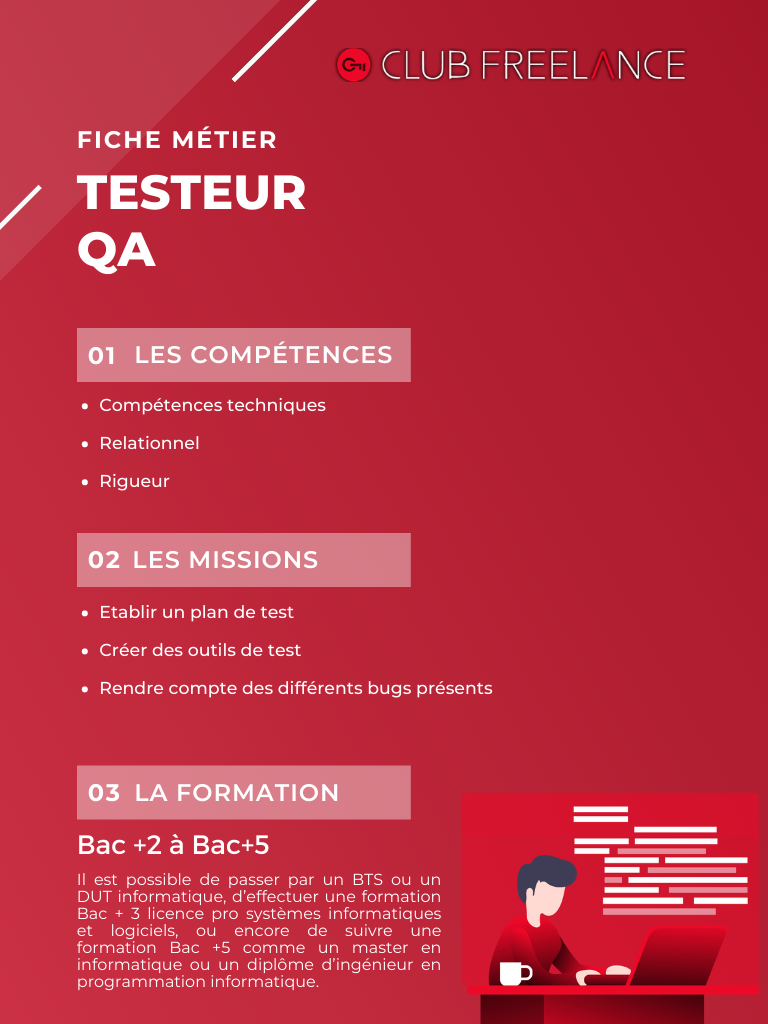 CLUB FREELANCE
FICHE MÉTIER
TESTEUR
QA
01 LES COMPÉTENCES
• Compétences techniques
• Relationnel
• Rigueur
02 LES MISSIONS
• Etablir un plan de test
• Créer des outils de test
• Rendre compte des différents bugs présents
03 LA FORMATION
Bac +2 à Bac+5
Il est possible de passer par un BTS ou un
DUT informatique, d'effectuer une formation
Bac + 3 licence pro systèmes informatiques
et logiciels, ou encore de suivre une
formation Bac +5 comme un master en
informatique ou un diplôme d'ingénieur en
programmation informatique.